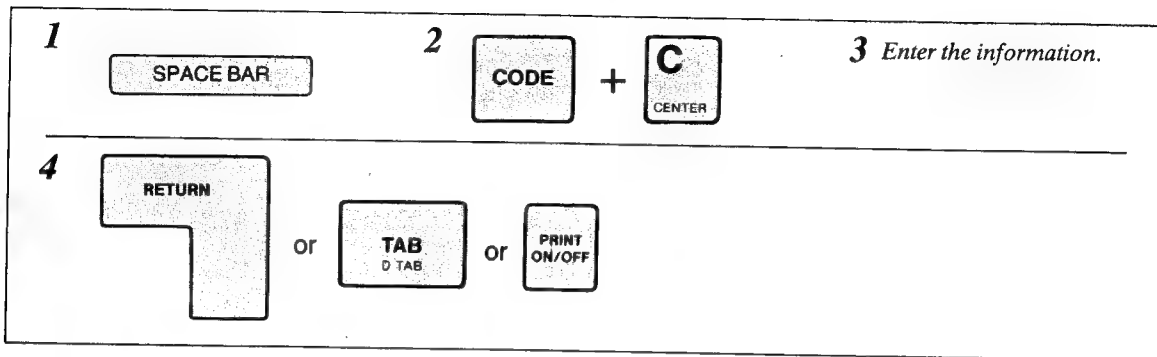 1 SPACE BAR 2 CODE + C CENTER 3 Enter the information.
4 RETURN or TAB D TAB or PRINT ON/OFF